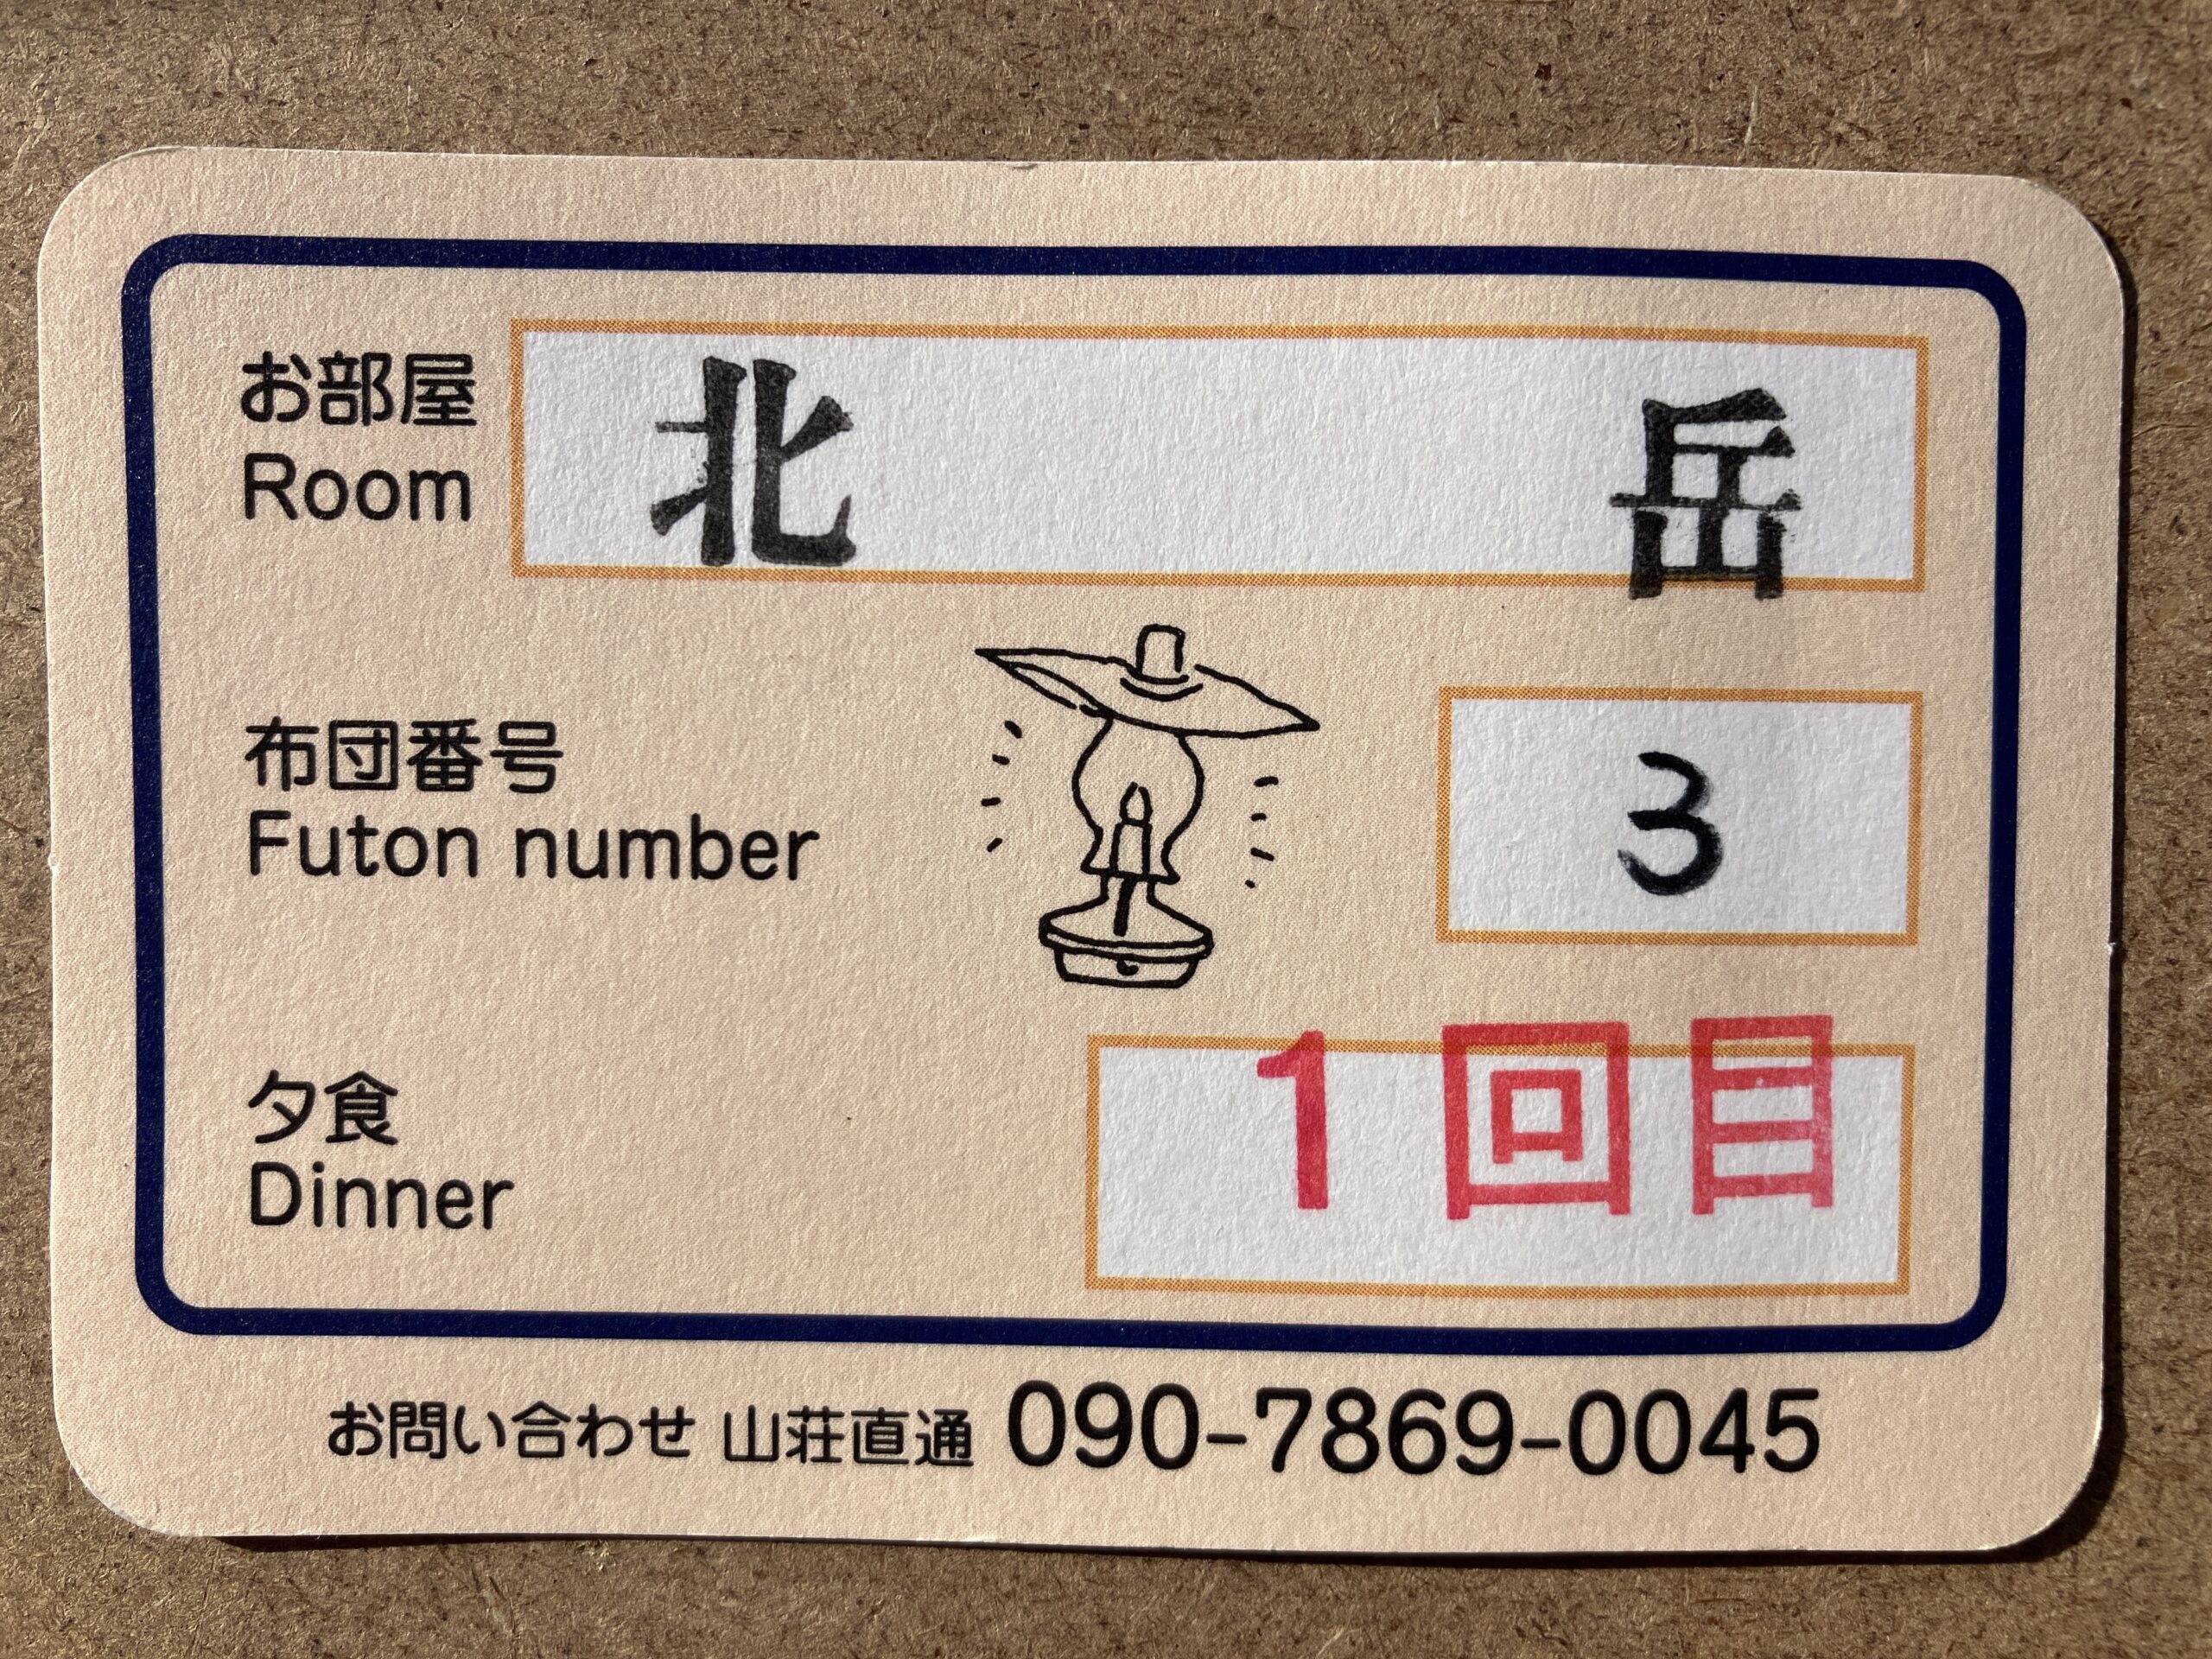 お部屋 北 岳
Room
布団番号
Futon number 3
夕食 1回目
Dinner
お問い合わせ 山荘直通 090-7869-0045